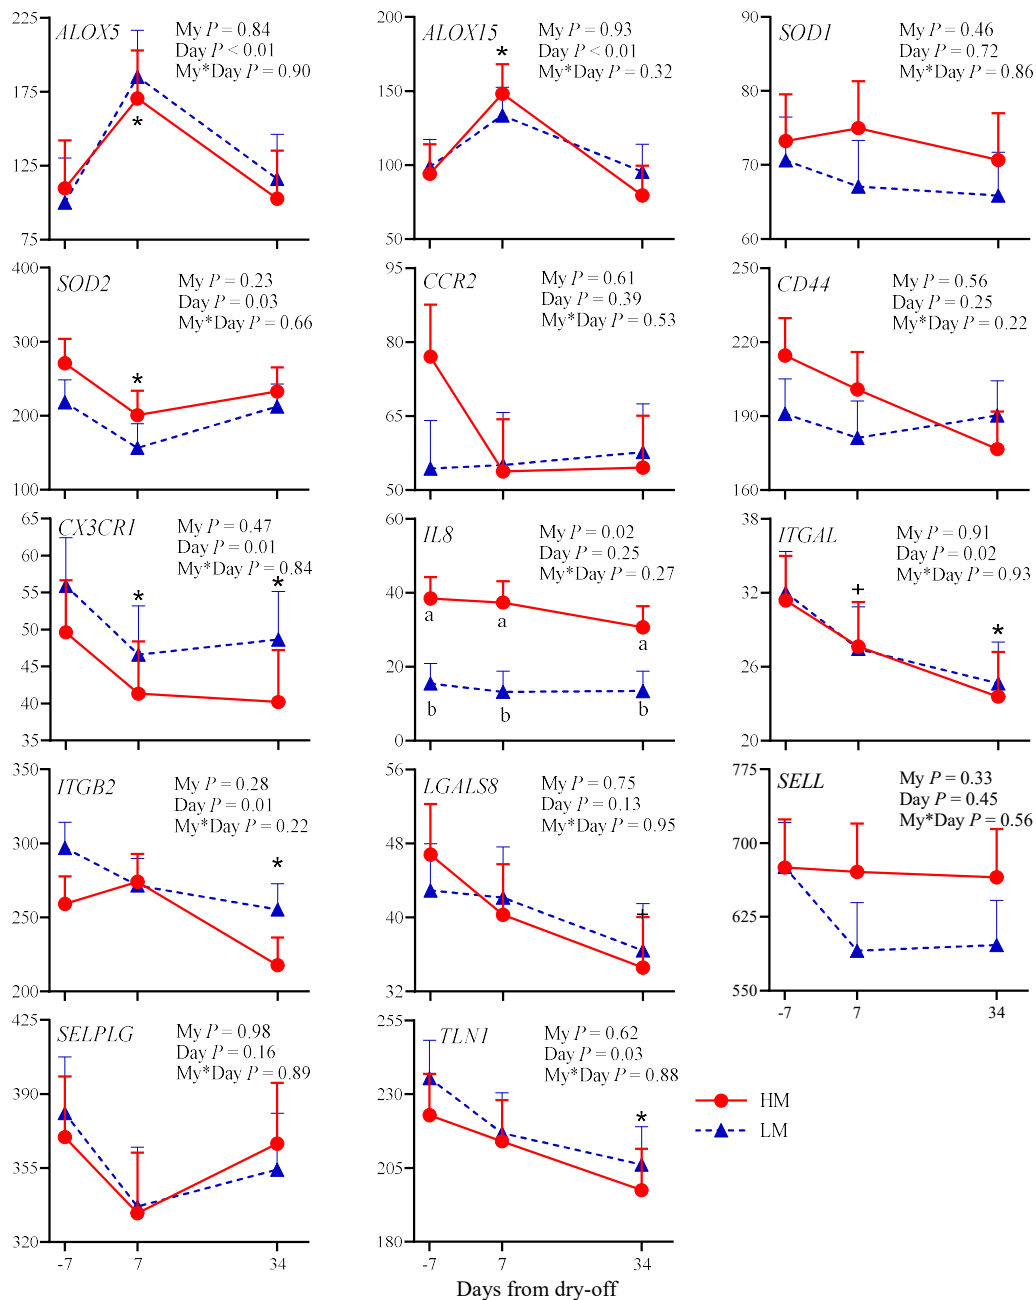 ALOX5
My P = 0.84
Day P < 0.01
My*Day P = 0.90
225
175
125
75
*
ALOX15
My P = 0.93
Day P < 0.01
My*Day P = 0.32
200
150
100
50
*
SOD1
My P = 0.46
Day P = 0.72
My*Day P = 0.86
90
80
70
60
SOD2
My P = 0.23
Day P = 0.03
My*Day P = 0.66
400
300
200
100
*
CCR2
My P = 0.61
Day P = 0.39
My*Day P = 0.53
95
80
65
50
CD44
My P = 0.56
Day P = 0.25
My*Day P = 0.22
250
220
190
160
CX3CR1
My P = 0.47
Day P = 0.01
My*Day P = 0.84
65
60
55
50
45
40
35
* *
IL8
My P = 0.02
Day P = 0.25
My*Day P = 0.27
60
40
20
0
a a a
b b b
ITGAL
My P = 0.91
Day P = 0.02
My*Day P = 0.93
38
32
26
20
+ *
ITGB2
My P = 0.28
Day P = 0.01
My*Day P = 0.22
350
300
250
200
*
LGALS8
My P = 0.75
Day P = 0.13
My*Day P = 0.95
56
48
40
32
+
SELL
My P = 0.33
Day P = 0.45
My*Day P = 0.56
775
700
625
550
-7 7 34
SELPLG
My P = 0.98
Day P = 0.16
My*Day P = 0.89
425
390
355
320
-7 7 34
TLN1
My P = 0.62
Day P = 0.03
My*Day P = 0.88
255
230
205
180
*
-7 7 34
HM
LM
Days from dry-off